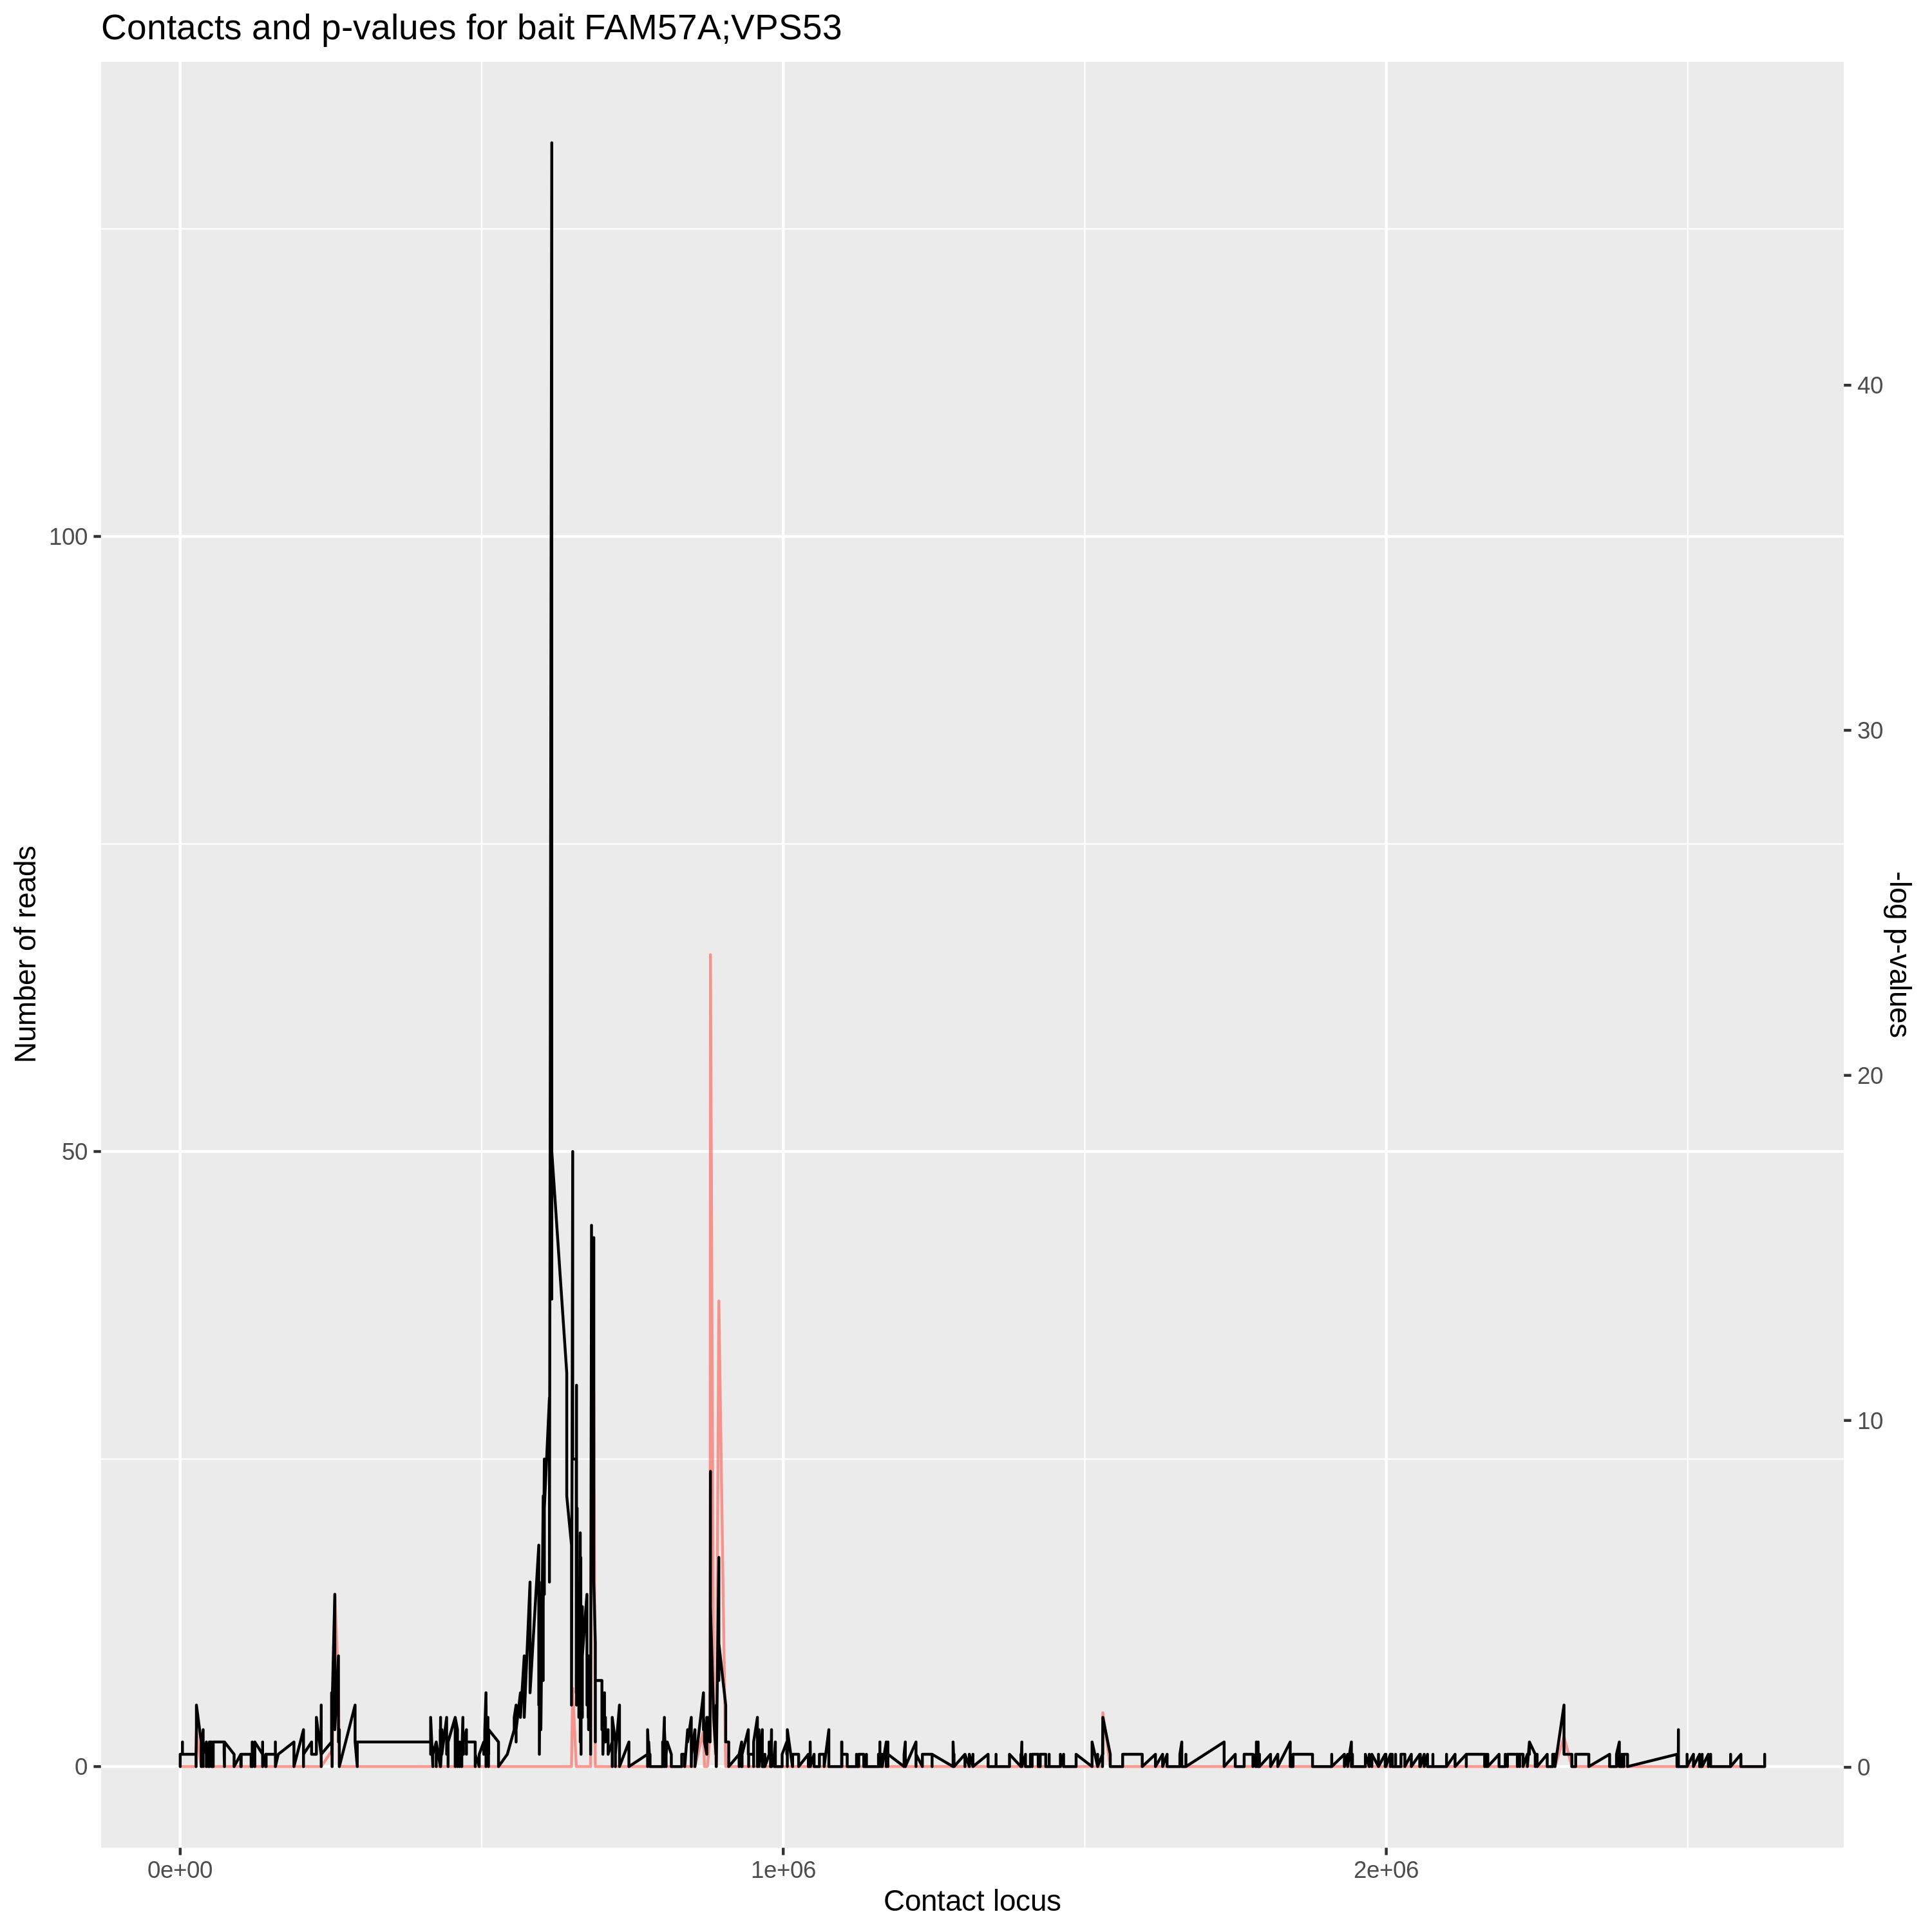 Contacts and p-values for bait FAM57A;VPS53
Number of reads
100
50
0
40
30
20
10
0
-log p-values
0e+00
1e+06
2e+06
Contact locus